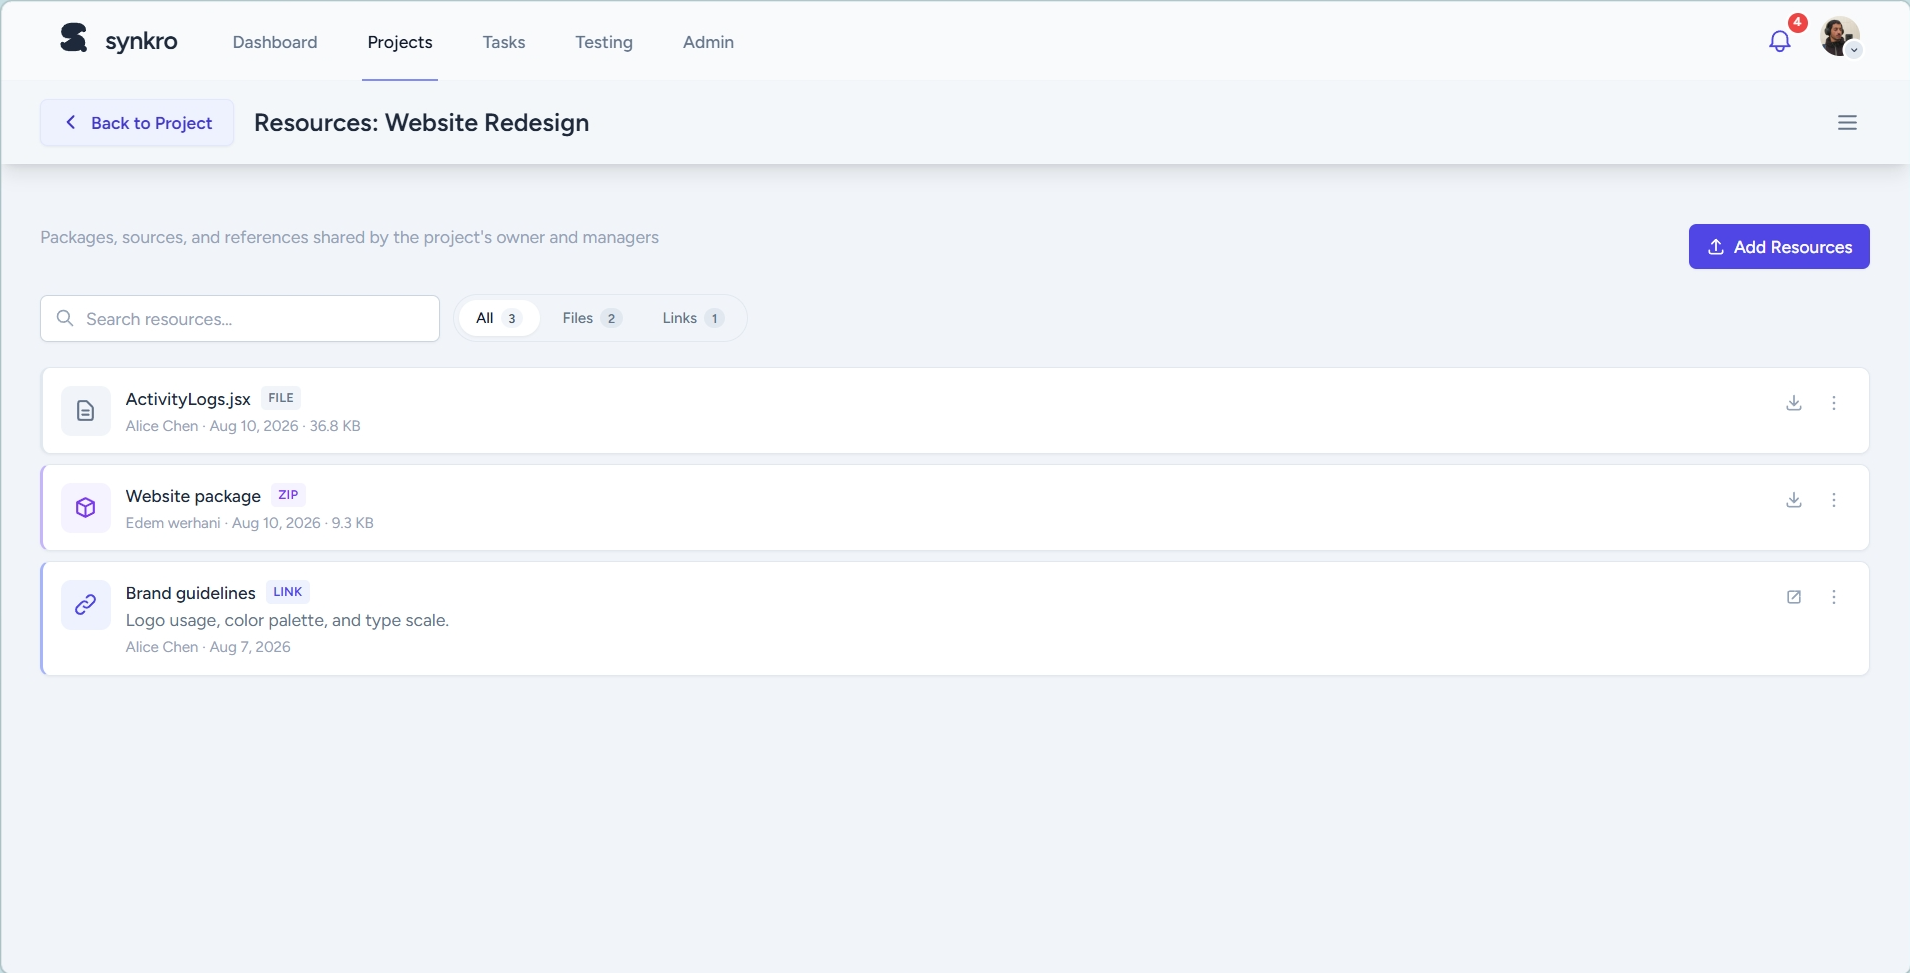 synkro
Dashboard
Projects
Tasks
Testing
Admin
4
Back to Project
Resources: Website Redesign
Packages, sources, and references shared by the project's owner and managers
Add Resources
Search resources...
All 3
Files 2
Links 1
ActivityLogs.jsx FILE
Alice Chen · Aug 10, 2026 · 36.8 KB
Website package ZIP
Edem werhani · Aug 10, 2026 · 9.3 KB
Brand guidelines LINK
Logo usage, color palette, and type scale.
Alice Chen · Aug 7, 2026